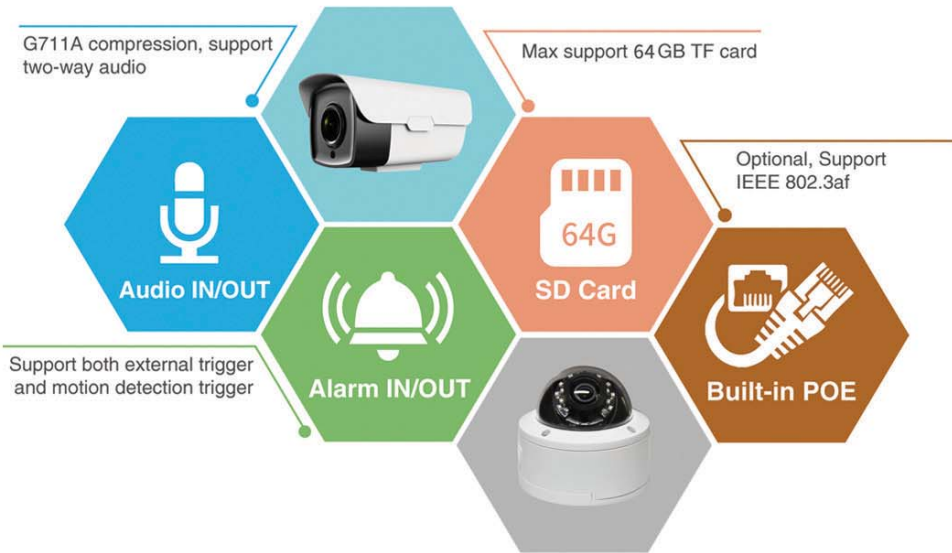 G711A compression, support
two-way audio
Max support 64GB TF card
Optional, Support
IEEE 802.3af
64G
Audio IN/OUT
SD Card
Support both external trigger
and motion detection trigger
Alarm IN/OUT
Built-in POE